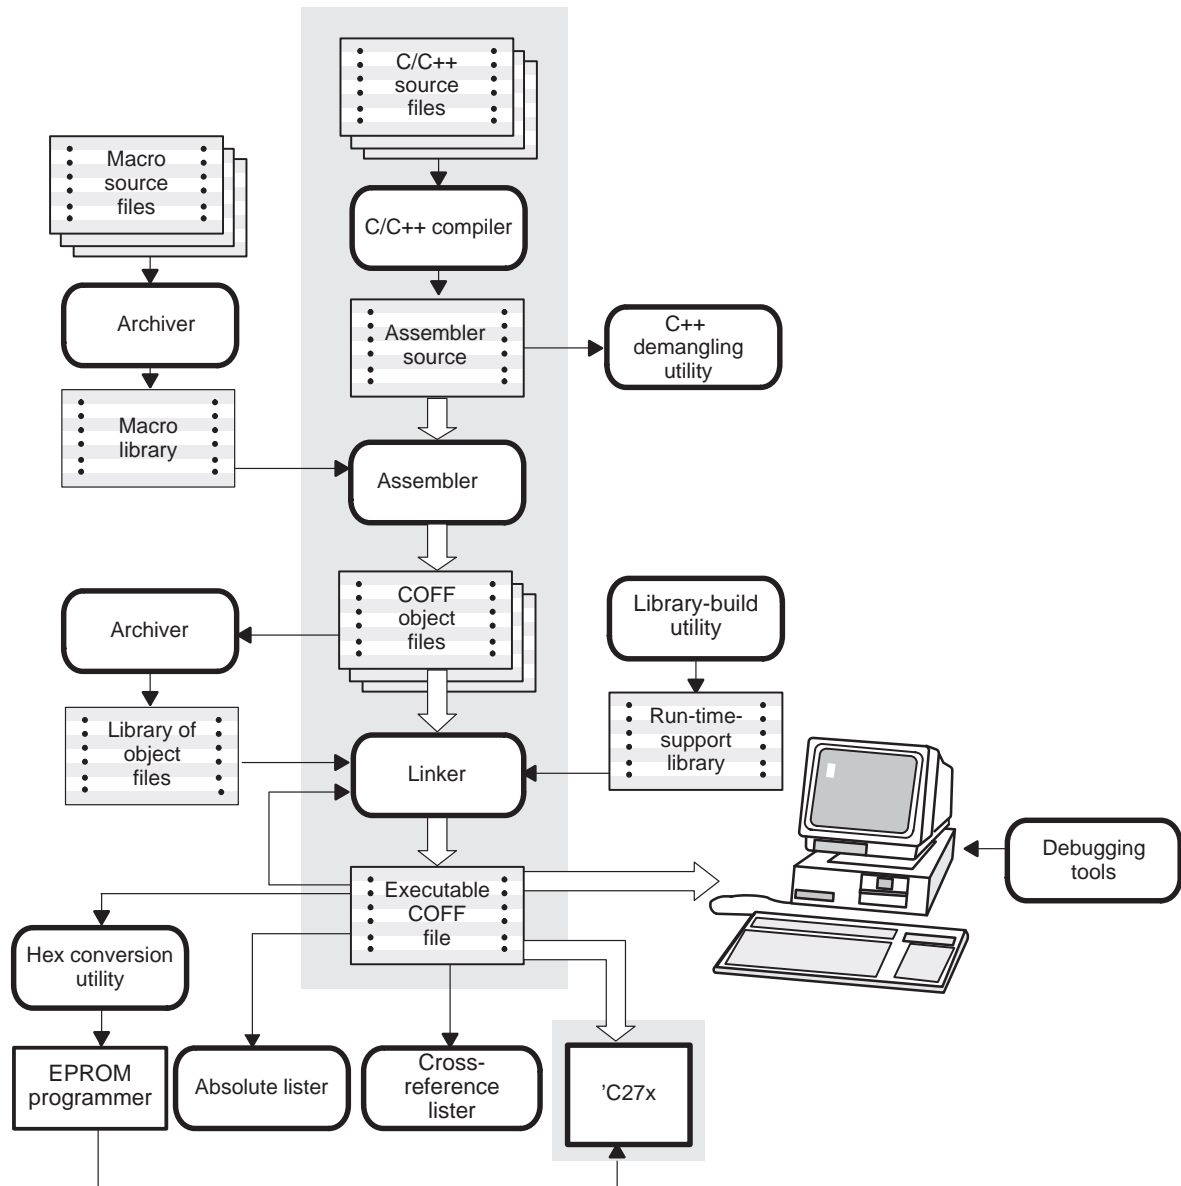 C/C++
source
files
Macro
source
files
C/C++ compiler
Archiver
Assembler
source
C++
demangling
utility
Macro
library
Assembler
COFF
object
files
Library-build
utility
Archiver
Library of
object
files
Run-time-
support
library
Linker
Debugging
tools
Executable
COFF
file
Hex conversion
utility
EPROM
programmer
Absolute lister
Cross-
reference
lister
’C27x